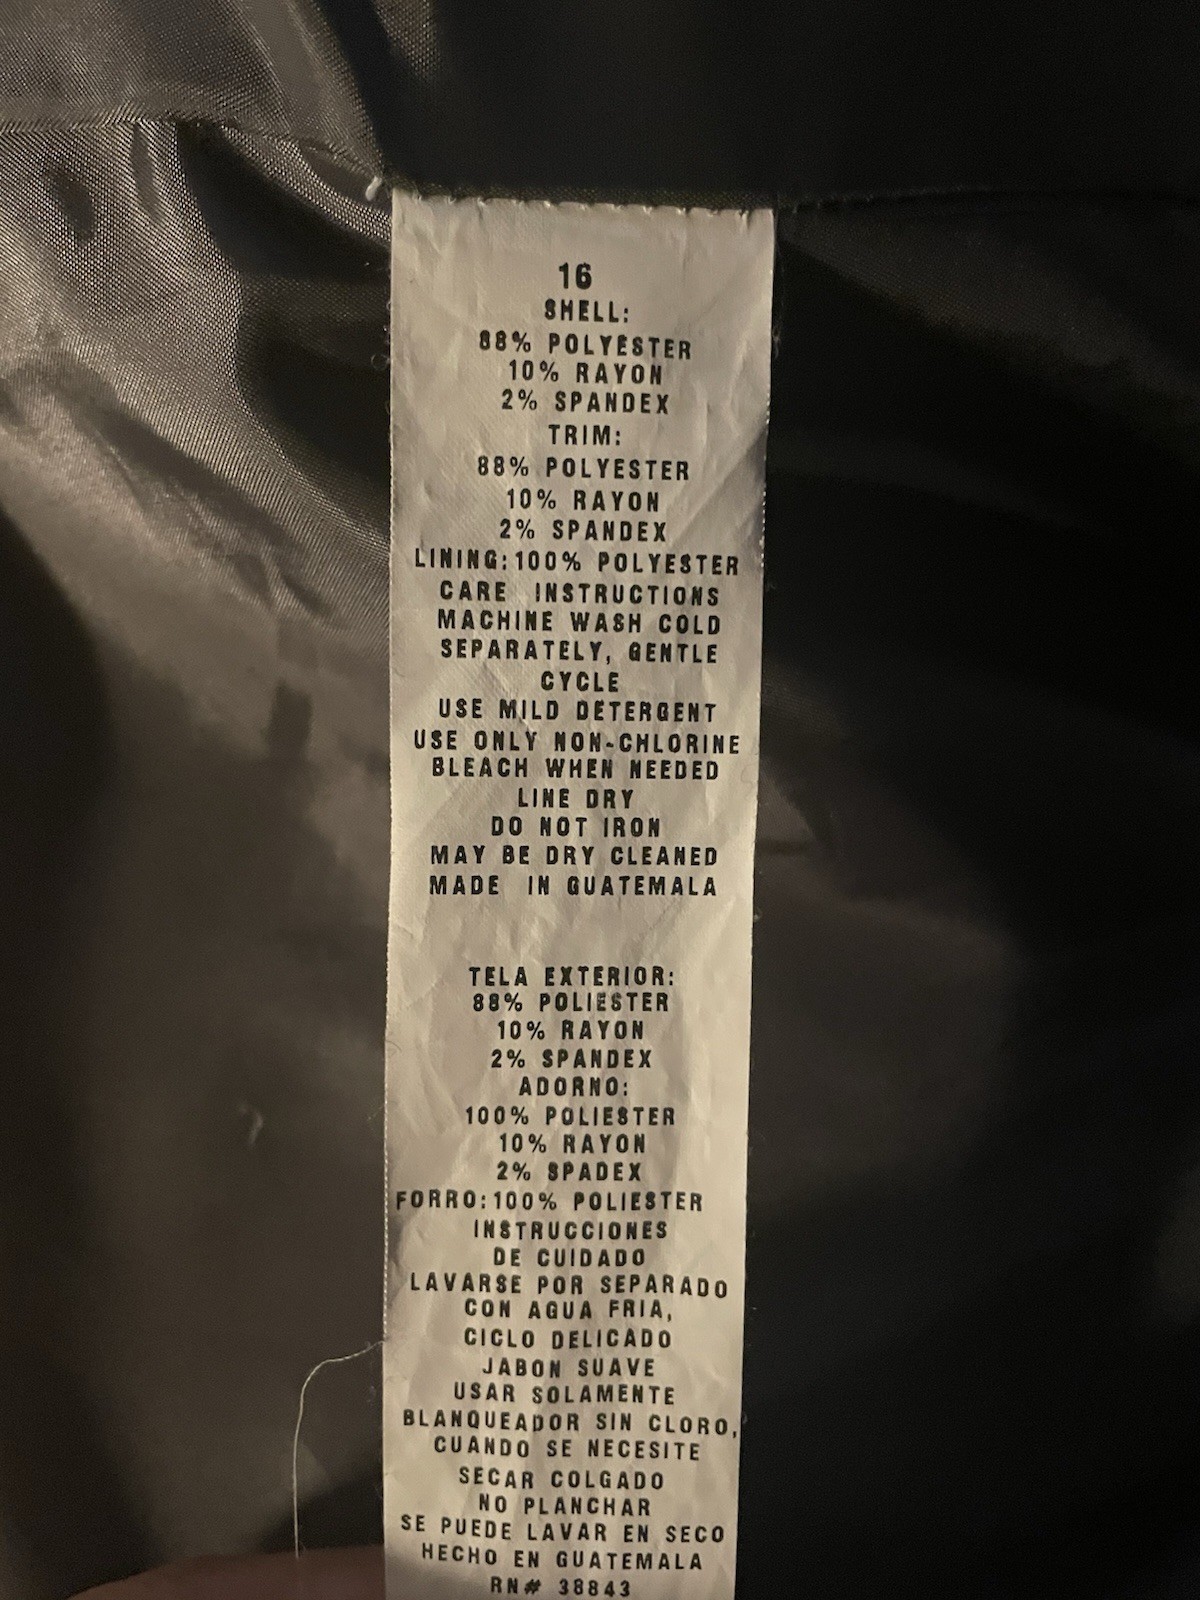 16
SHELL:
88% POLYESTER
10% RAYON
2% SPANDEX
TRIM:
88% POLYESTER
10% RAYON
2% SPANDEX
LINING:100% POLYESTER
CARE INSTRUCTIONS
MACHINE WASH COLD
SEPARATELY, GENTLE
CYCLE
USE MILD DETERGENT
USE ONLY NON-CHLORINE
BLEACH WHEN NEEDED
LINE DRY
DO NOT IRON
MAY BE DRY CLEANED
MADE IN GUATEMALA
TELA EXTERIOR:
88% POLIESTER
10% RAYON
2% SPANDEX
ADORNO:
100% POLIESTER
10% RAYON
2% SPADEX
FORRO:100% POLIESTER
INSTRUCCIONES
DE CUIDADO
LAVARSE POR SEPARADO
CON AGUA FRIA,
CICLO DELICADO
JABON SUAVE
USAR SOLAMENTE
BLANQUEADOR SIN CLORO,
CUANDO SE NECESITE
SECAR COLGADO
NO PLANCHAR
SE PUEDE LAVAR EN SECO
HECHO EN GUATEMALA
RN# 38843